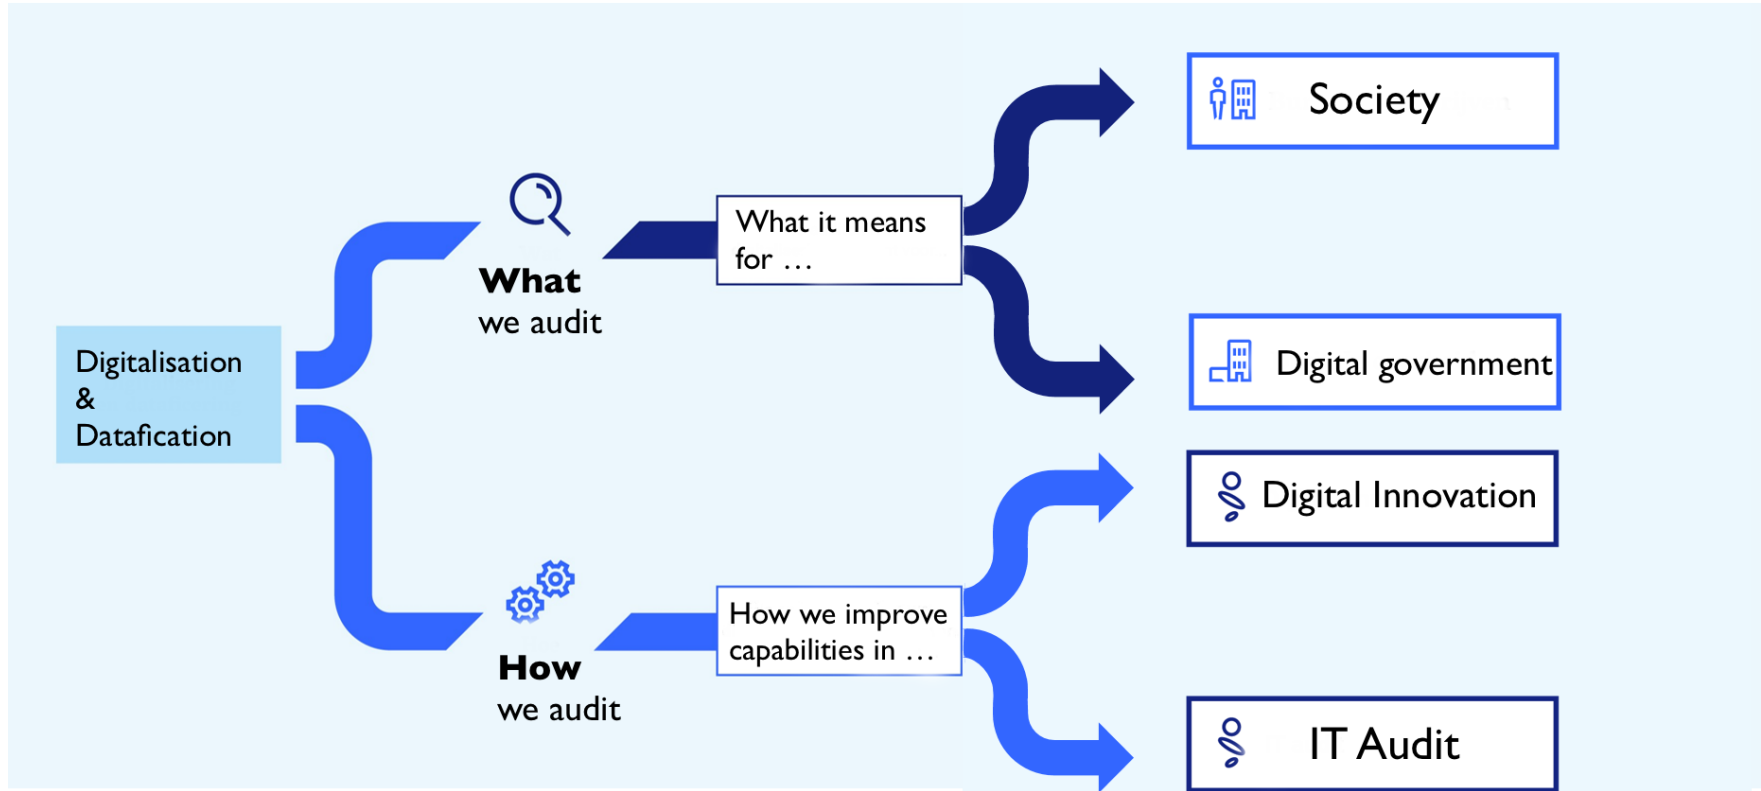 Society
What it means
for …
What
we audit
Digital government
Digitalisation
&
Datafication
Digital Innovation
How we improve
capabilities in …
How
we audit
IT Audit